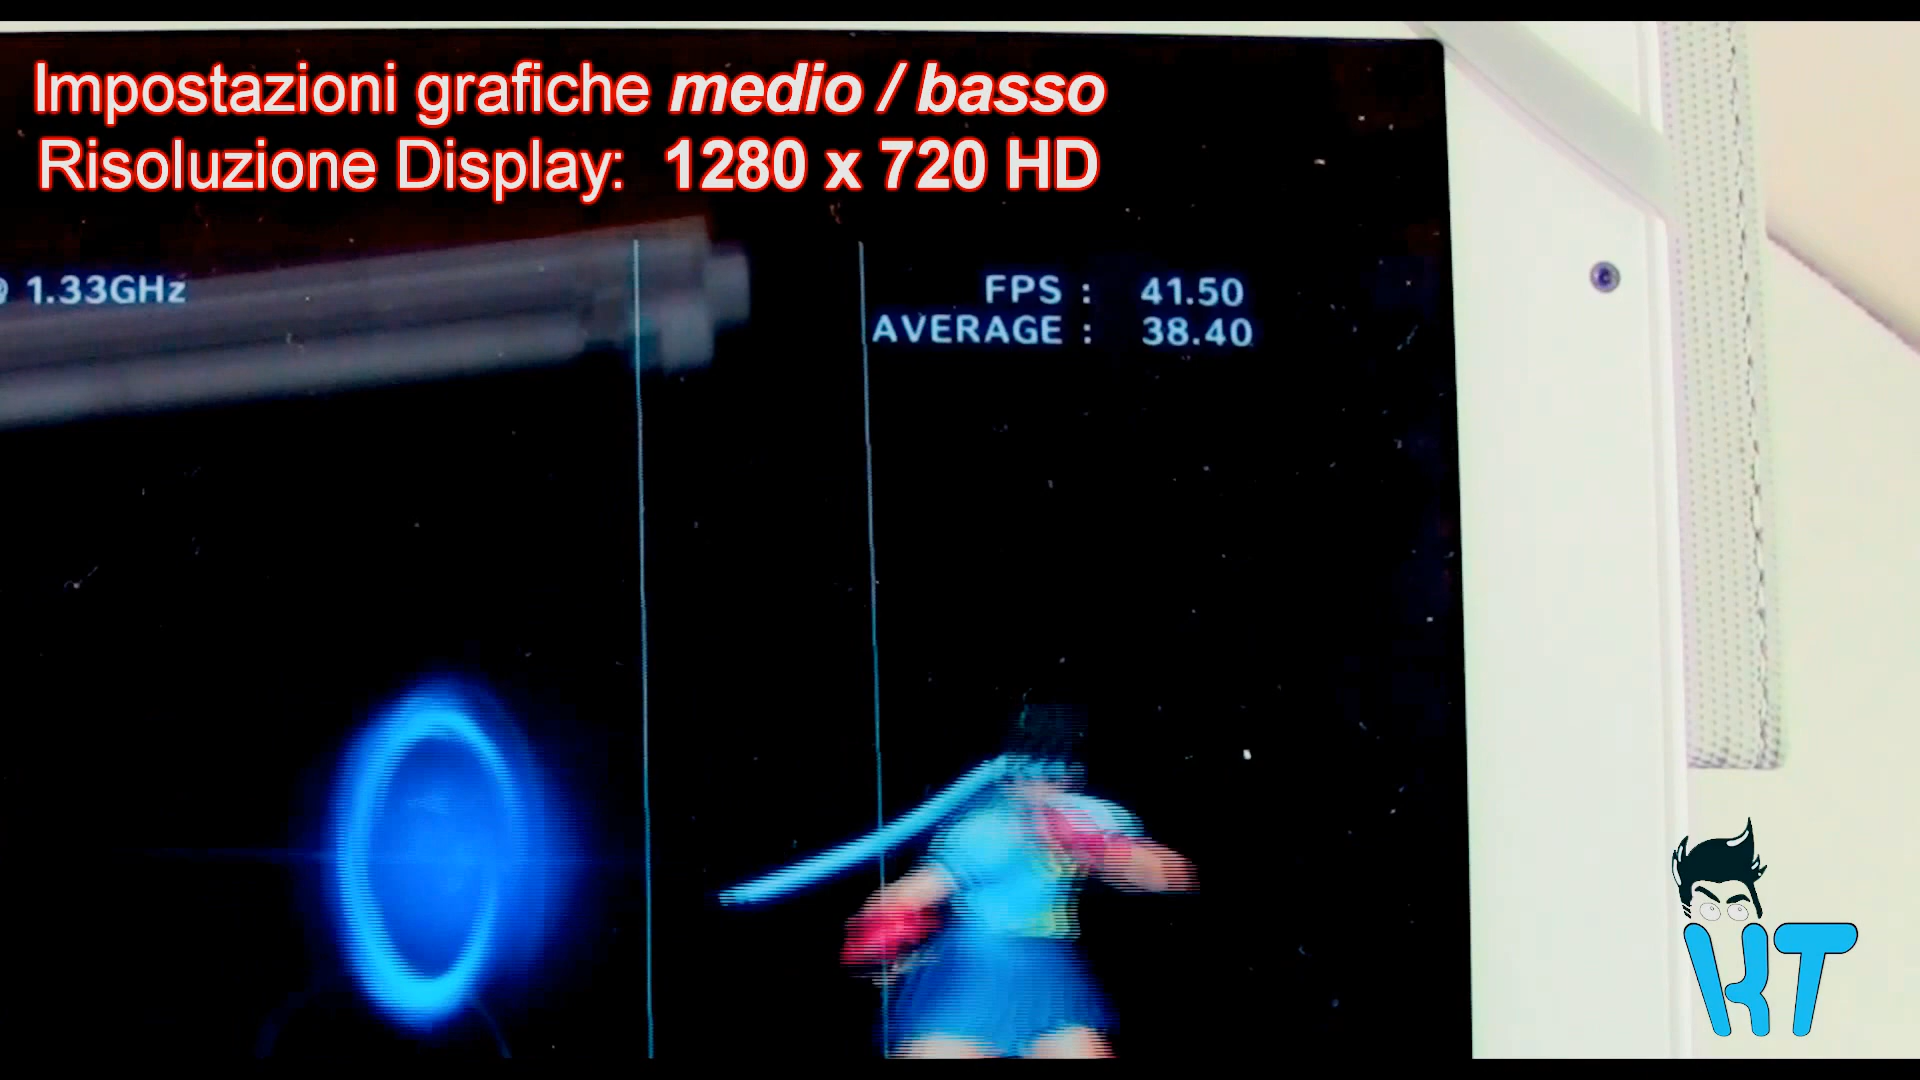 Impostazioni grafiche medio / basso
Risoluzione Display: 1280 x 720 HD
@ 1.33GHz
FPS : 41.50
AVERAGE : 38.40
KT